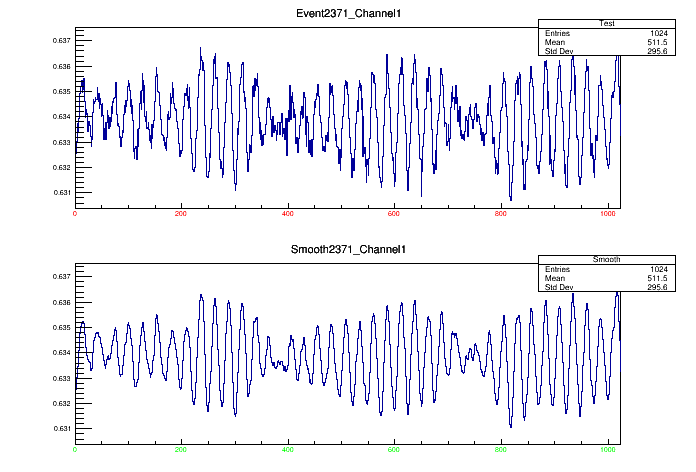 Event2371_Channel1
Test
Entries 1024
Mean 511.5
Std Dev 295.6
0.637
0.636
0.635
0.634
0.633
0.632
0.631
0 200 400 600 800 1000
Smooth2371_Channel1
Smooth
Entries 1024
Mean 511.5
Std Dev 295.6
0.637
0.636
0.635
0.634
0.633
0.632
0.631
0 200 400 600 800 1000